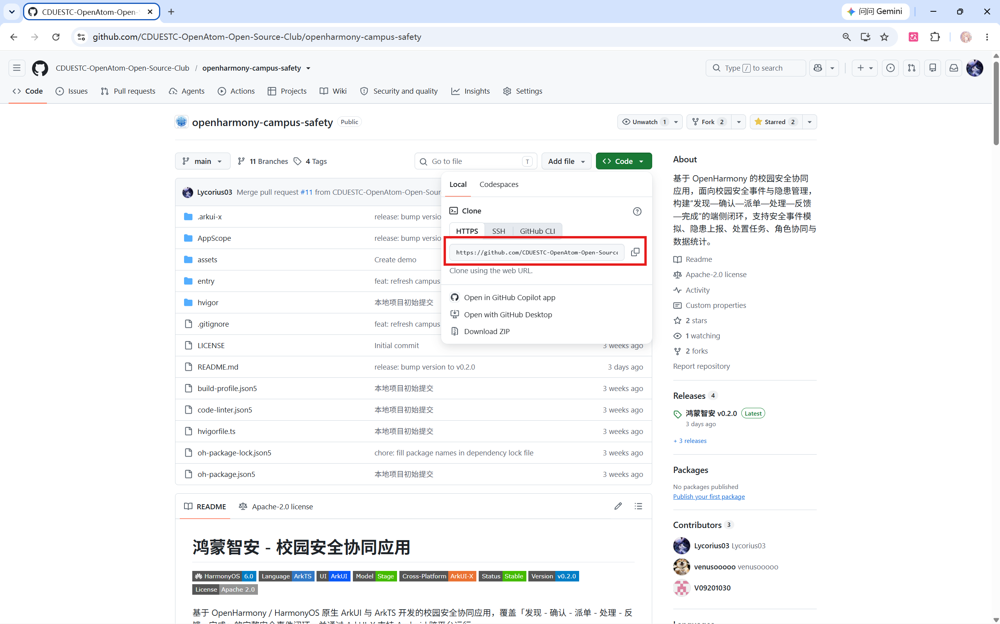 CDUESTC-OpenAtom-Open-
问问 Gemini
github.com/CDUESTC-OpenAtom-Open-Source-Club/openharmony-campus-safety
CDUESTC-OpenAtom-Open-Source-Club / openharmony-campus-safety
Type / to search
Code Issues Pull requests Agents Actions Projects Wiki Security and quality Insights Settings
openharmony-campus-safety Public
Unwatch 1 Fork 2 Starred 2
main 11 Branches 4 Tags
Go to file T Add file Code
Local Codespaces
Clone
HTTPS SSH GitHub CLI
https://github.com/CDUESTC-OpenAtom-Open-Source
Clone using the web URL.
Open in GitHub Copilot app
Open with GitHub Desktop
Download ZIP
Lycorius03 Merge pull request #11 from CDUESTC-OpenAtom-Open-Sour
.arkui-x release: bump versio
AppScope release: bump versio
assets Create demo
entry feat: refresh campus
hvigor 本地项目初始提交
.gitignore feat: refresh campus
LICENSE Initial commit 3 weeks ago
README.md release: bump version to v0.2.0 3 days ago
build-profile.json5 本地项目初始提交 3 weeks ago
code-linter.json5 本地项目初始提交 3 weeks ago
hvigorfile.ts 本地项目初始提交 3 weeks ago
oh-package-lock.json5 chore: fill package names in dependency lock file 3 weeks ago
oh-package.json5 本地项目初始提交 3 weeks ago
README Apache-2.0 license
鸿蒙智安 - 校园安全协同应用
HarmonyOS 6.0 Language ArkTS UI ArkUI Model Stage Cross-Platform ArkUI-X Status Stable Version v0.2.0
License Apache 2.0
基于 OpenHarmony / HarmonyOS 原生 ArkUI 与 ArkTS 开发的校园安全协同应用，覆盖「发现 - 确认 - 派单 - 处理 - 反
About
基于 OpenHarmony 的校园安全协同
应用，面向校园安全事件与隐患管理，
构建“发现—确认—派单—处理—反馈
—完成”的端侧闭环，支持安全事件模
拟、隐患上报、处置任务、角色协同与
数据统计。
Readme
Apache-2.0 license
Activity
Custom properties
2 stars
1 watching
2 forks
Report repository
Releases 4
鸿蒙智安 v0.2.0 Latest
3 days ago
+ 3 releases
Packages
No packages published
Publish your first package
Contributors 3
Lycorius03 Lycorius03
venusooooo venusooooo
V09201030